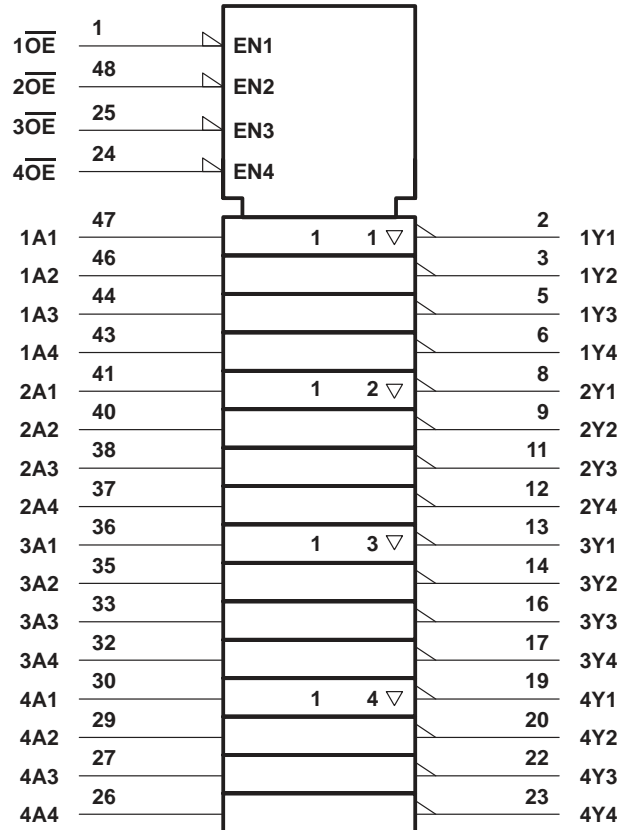 1O̅E̅ 1 EN1
2O̅E̅ 48 EN2
3O̅E̅ 25 EN3
4O̅E̅ 24 EN4
1A1 47 1 1 ▽ 2 1Y1
1A2 46 3 1Y2
1A3 44 5 1Y3
1A4 43 6 1Y4
2A1 41 1 2 ▽ 8 2Y1
2A2 40 9 2Y2
2A3 38 11 2Y3
2A4 37 12 2Y4
3A1 36 1 3 ▽ 13 3Y1
3A2 35 14 3Y2
3A3 33 16 3Y3
3A4 32 17 3Y4
4A1 30 1 4 ▽ 19 4Y1
4A2 29 20 4Y2
4A3 27 22 4Y3
4A4 26 23 4Y4